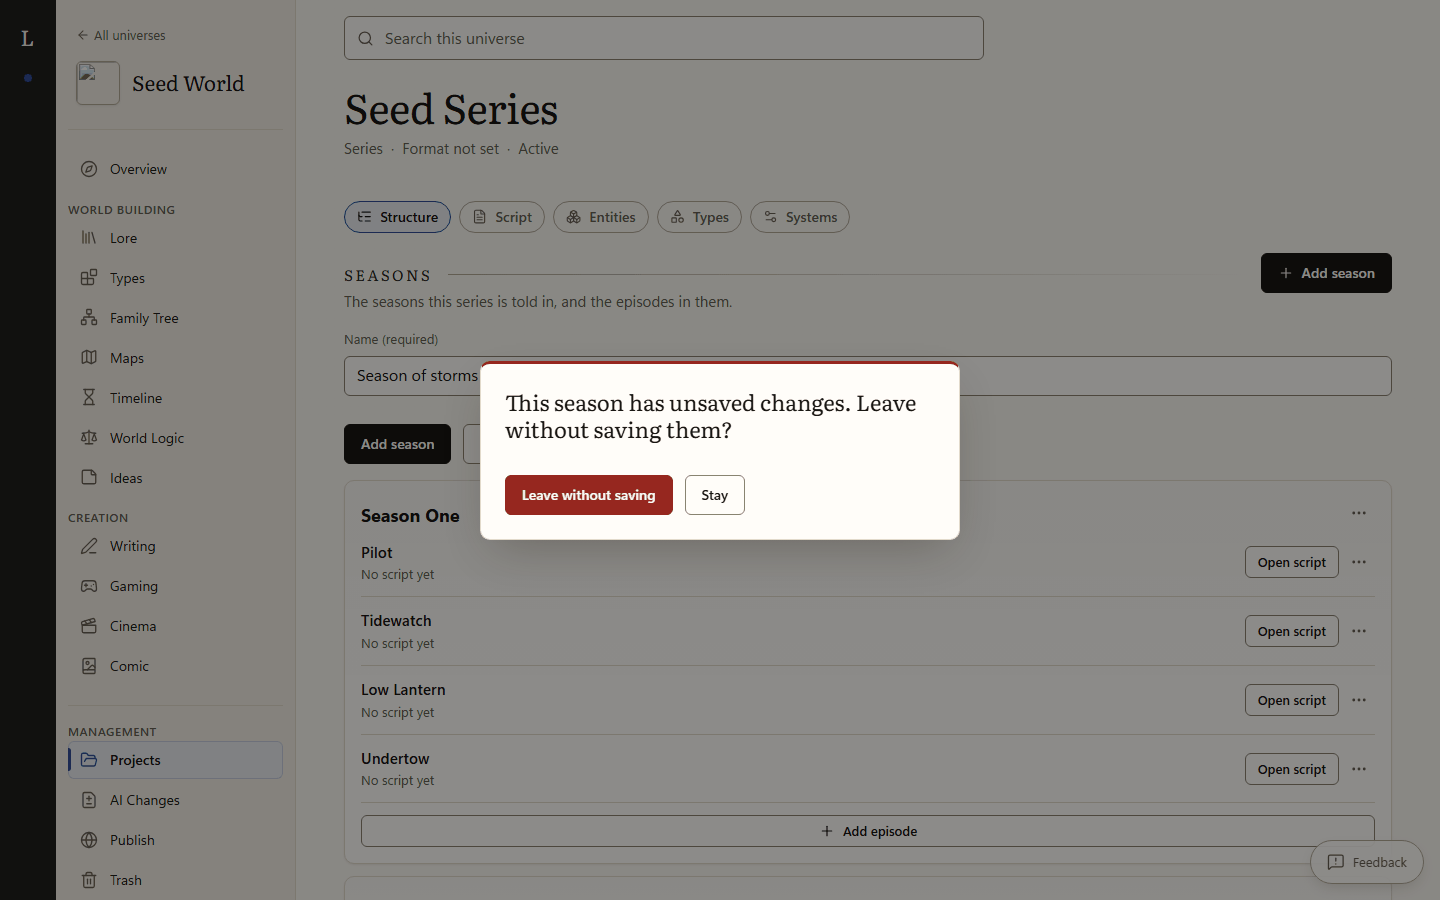 L
All universes
Seed World
Overview
WORLD BUILDING
Lore
Types
Family Tree
Maps
Timeline
World Logic
Ideas
CREATION
Writing
Gaming
Cinema
Comic
MANAGEMENT
Projects
AI Changes
Publish
Trash
Search this universe
Seed Series
Series · Format not set · Active
Structure Script Entities Types Systems
SEASONS
Add season
The seasons this series is told in, and the episodes in them.
Name (required)
Season of storms
This season has unsaved changes. Leave
without saving them?
Leave without saving Stay
Add season
Season One
Pilot
No script yet
Open script
Tidewatch
No script yet
Open script
Low Lantern
No script yet
Open script
Undertow
No script yet
Open script
Add episode
Feedback